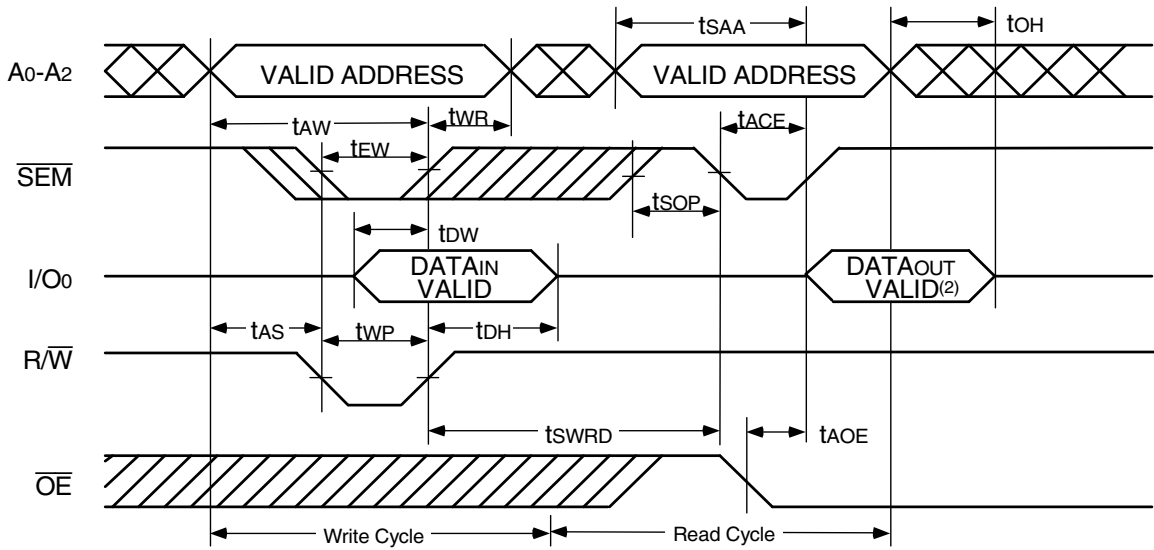 tSAA
tOH
A0-A2
VALID ADDRESS
VALID ADDRESS
tAW
tWR
tACE
tEW
SEM
tSOP
tDW
I/O0
DATAIN
VALID
DATAOUT
VALID(2)
tAS
tWP
tDH
R/W
tSWRD
tAOE
OE
Write Cycle
Read Cycle